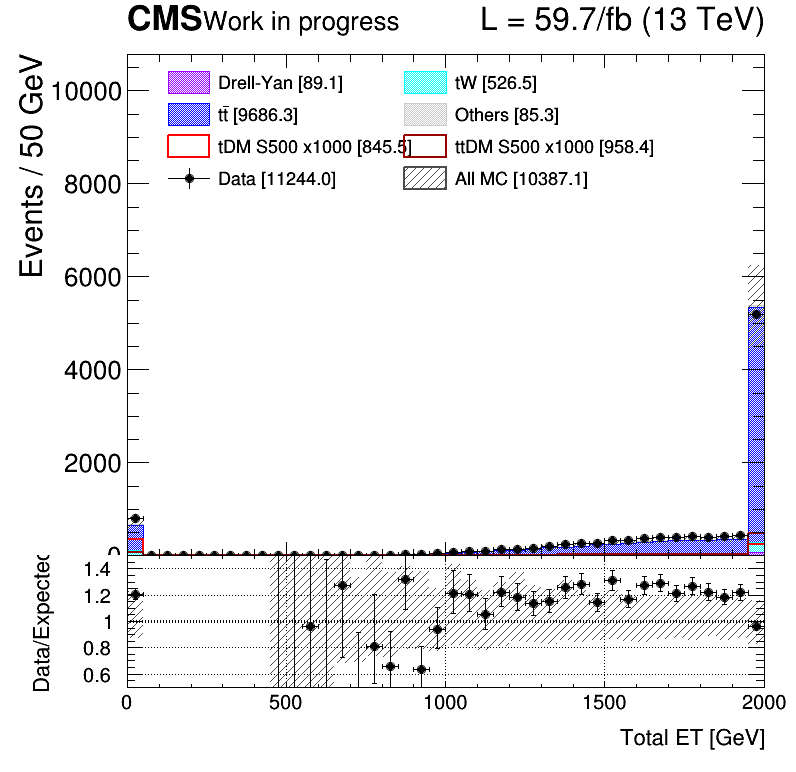 CMS Work in progress L = 59.7/fb (13 TeV)
Events / 50 GeV
10000
8000
6000
4000
2000
0
Drell-Yan [89.1] tW [526.5]
tt̄ [9686.3] Others [85.3]
tDM S500 x1000 [845.5] ttDM S500 x1000 [958.4]
Data [11244.0] All MC [10387.1]
Data/Expected
1.4
1.2
1
0.8
0.6
0 500 1000 1500 2000
Total ET [GeV]